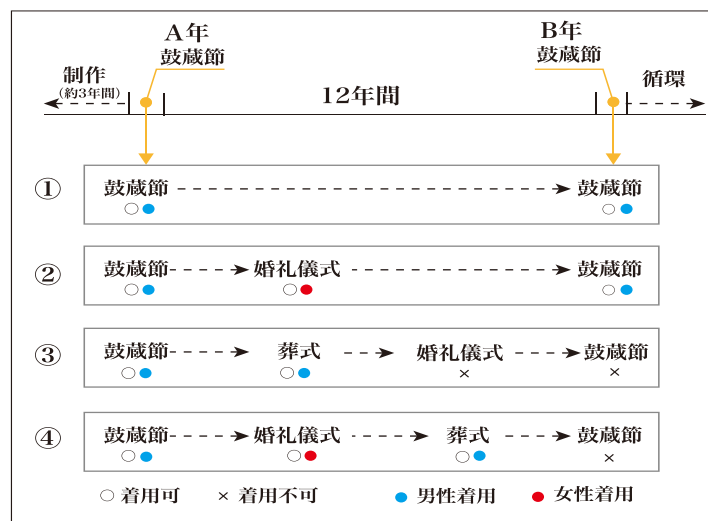 A年
鼓蔵節
B年
鼓蔵節
制作
(約3年間)
12年間
循環
① 鼓蔵節 鼓蔵節
② 鼓蔵節 婚礼儀式 鼓蔵節
③ 鼓蔵節 葬式 婚礼儀式 鼓蔵節
× ×
④ 鼓蔵節 婚礼儀式 葬式 鼓蔵節
×
○ 着用可 × 着用不可 ● 男性着用 ● 女性着用